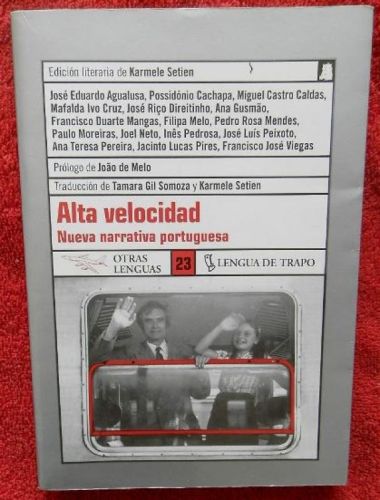 Edición literaria de Karmele Setien
José Eduardo Agualusa, Possidónio Cachapa, Miguel Castro Caldas,
Mafalda Ivo Cruz, José Riço Direitinho, Ana Gusmão,
Francisco Duarte Mangas, Filipa Melo, Pedro Rosa Mendes,
Paulo Moreiras, Joel Neto, Inês Pedrosa, José Luís Peixoto,
Ana Teresa Pereira, Jacinto Lucas Pires, Francisco José Viegas
Prólogo de João de Melo
Traducción de Tamara Gil Somoza y Karmele Setien
Alta velocidad
Nueva narrativa portuguesa
OTRAS LENGUAS 23 LENGUA DE TRAPO